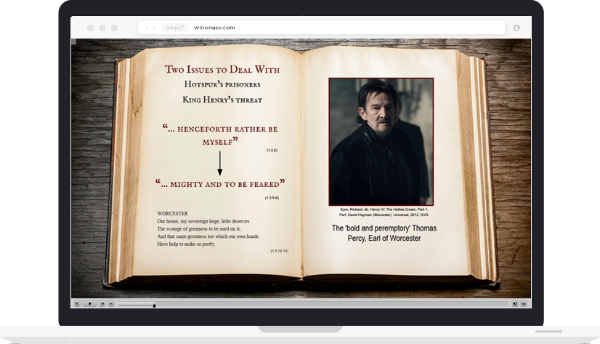 http://
winonaso.com
Two Issues to Deal With
Hotspur's prisoners
King Henry's threat
"... henceforth rather be
myself"
(1.3.5)
"... mighty and to be feared"
(1.3.6)
WORCESTER
Our house, my sovereign liege, little deserves
The scourge of greatness to be used on it,
And that same greatness too which our own hands
Have holp to make so portly.
(1.3.10-13)
Eyre, Richard, dir. Henry IV, The Hollow Crown, Part 1,
Perf. David Hayman (Worcester), Universal, 2012. DVD.
The 'bold and peremptory' Thomas
Percy, Earl of Worcester